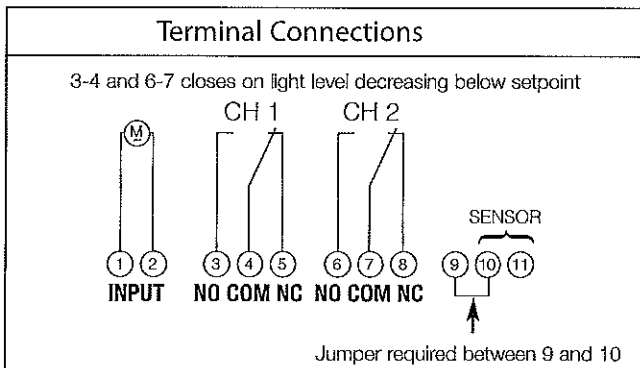 Terminal Connections
3-4 and 6-7 closes on light level decreasing below setpoint
CH 1 CH 2
M
SENSOR
1 2 3 4 5 6 7 8 9 10 11
INPUT NO COM NC NO COM NC
Jumper required between 9 and 10